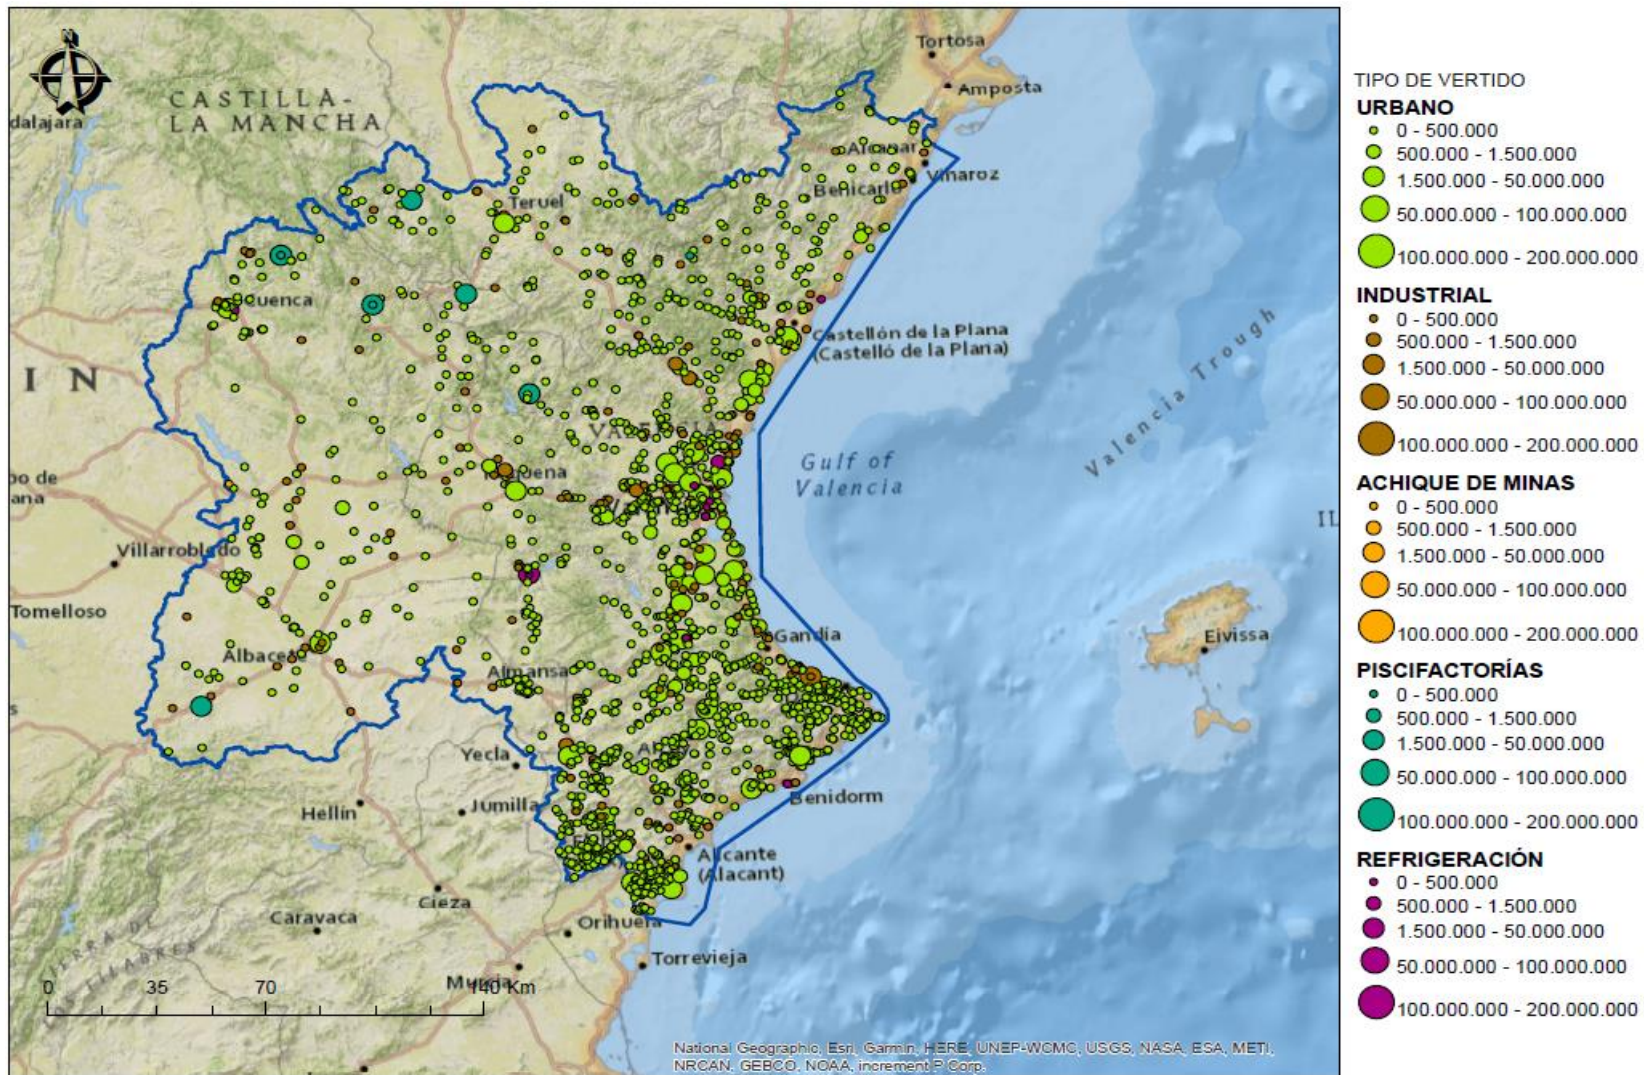 N
Tortosa
Amposta
CASTILLA-
LA MANCHA
dalajara
Alcanar
Vinaroz
Benicarló
Teruel
Cuenca
Castellón de la Plana
(Castelló de la Plana)
I N
VALENCIA
Gulf of
Valencia
Valencia Trough
IL
Villarrobledo
Tomelloso
Gandía
Eivissa
Albacete
Almansa
s
Yecla
Benidorm
Hellín
Jumilla
Alicante
(Alacant)
Cieza
Caravaca
Orihuela
SIERRA DE
Torrevieja
Murcia
0 35 70 140 Km
National Geographic, Esri, Garmin, HERE, UNEP-WCMC, USGS, NASA, ESA, METI,
NRCAN, GEBCO, NOAA, increment P Corp.
TIPO DE VERTIDO
URBANO
0 - 500.000
500.000 - 1.500.000
1.500.000 - 50.000.000
50.000.000 - 100.000.000
100.000.000 - 200.000.000
INDUSTRIAL
0 - 500.000
500.000 - 1.500.000
1.500.000 - 50.000.000
50.000.000 - 100.000.000
100.000.000 - 200.000.000
ACHIQUE DE MINAS
0 - 500.000
500.000 - 1.500.000
1.500.000 - 50.000.000
50.000.000 - 100.000.000
100.000.000 - 200.000.000
PISCIFACTORÍAS
0 - 500.000
500.000 - 1.500.000
1.500.000 - 50.000.000
50.000.000 - 100.000.000
100.000.000 - 200.000.000
REFRIGERACIÓN
0 - 500.000
500.000 - 1.500.000
1.500.000 - 50.000.000
50.000.000 - 100.000.000
100.000.000 - 200.000.000